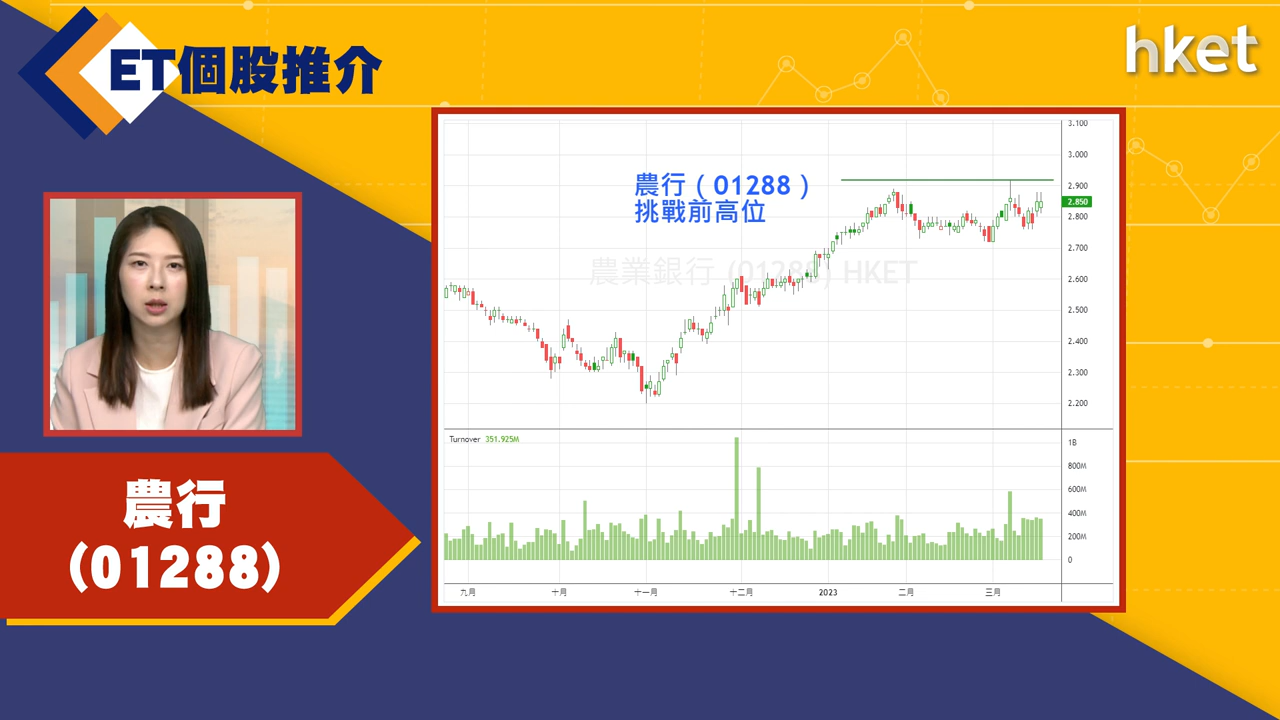 ET個股推介
hket
農行(01288)
挑戰前高位
農業銀行 (01288) HKET
3.100
3.000
2.900
2.850
2.800
2.700
2.600
2.500
2.400
2.300
2.200
Turnover 351.925M
1B
800M
600M
400M
200M
0
九月 十月 十一月 十二月 2023 二月 三月
農行
(01288)